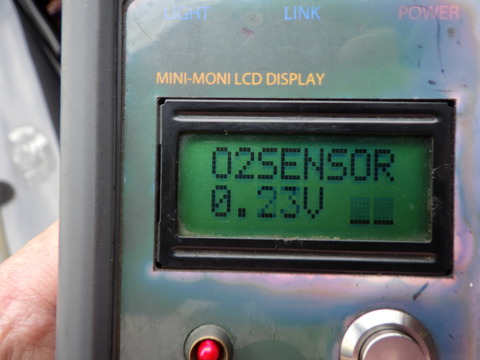 LIGHT LINK POWER
MINI-MONI LCD DISPLAY
O2SENSOR
0.23V